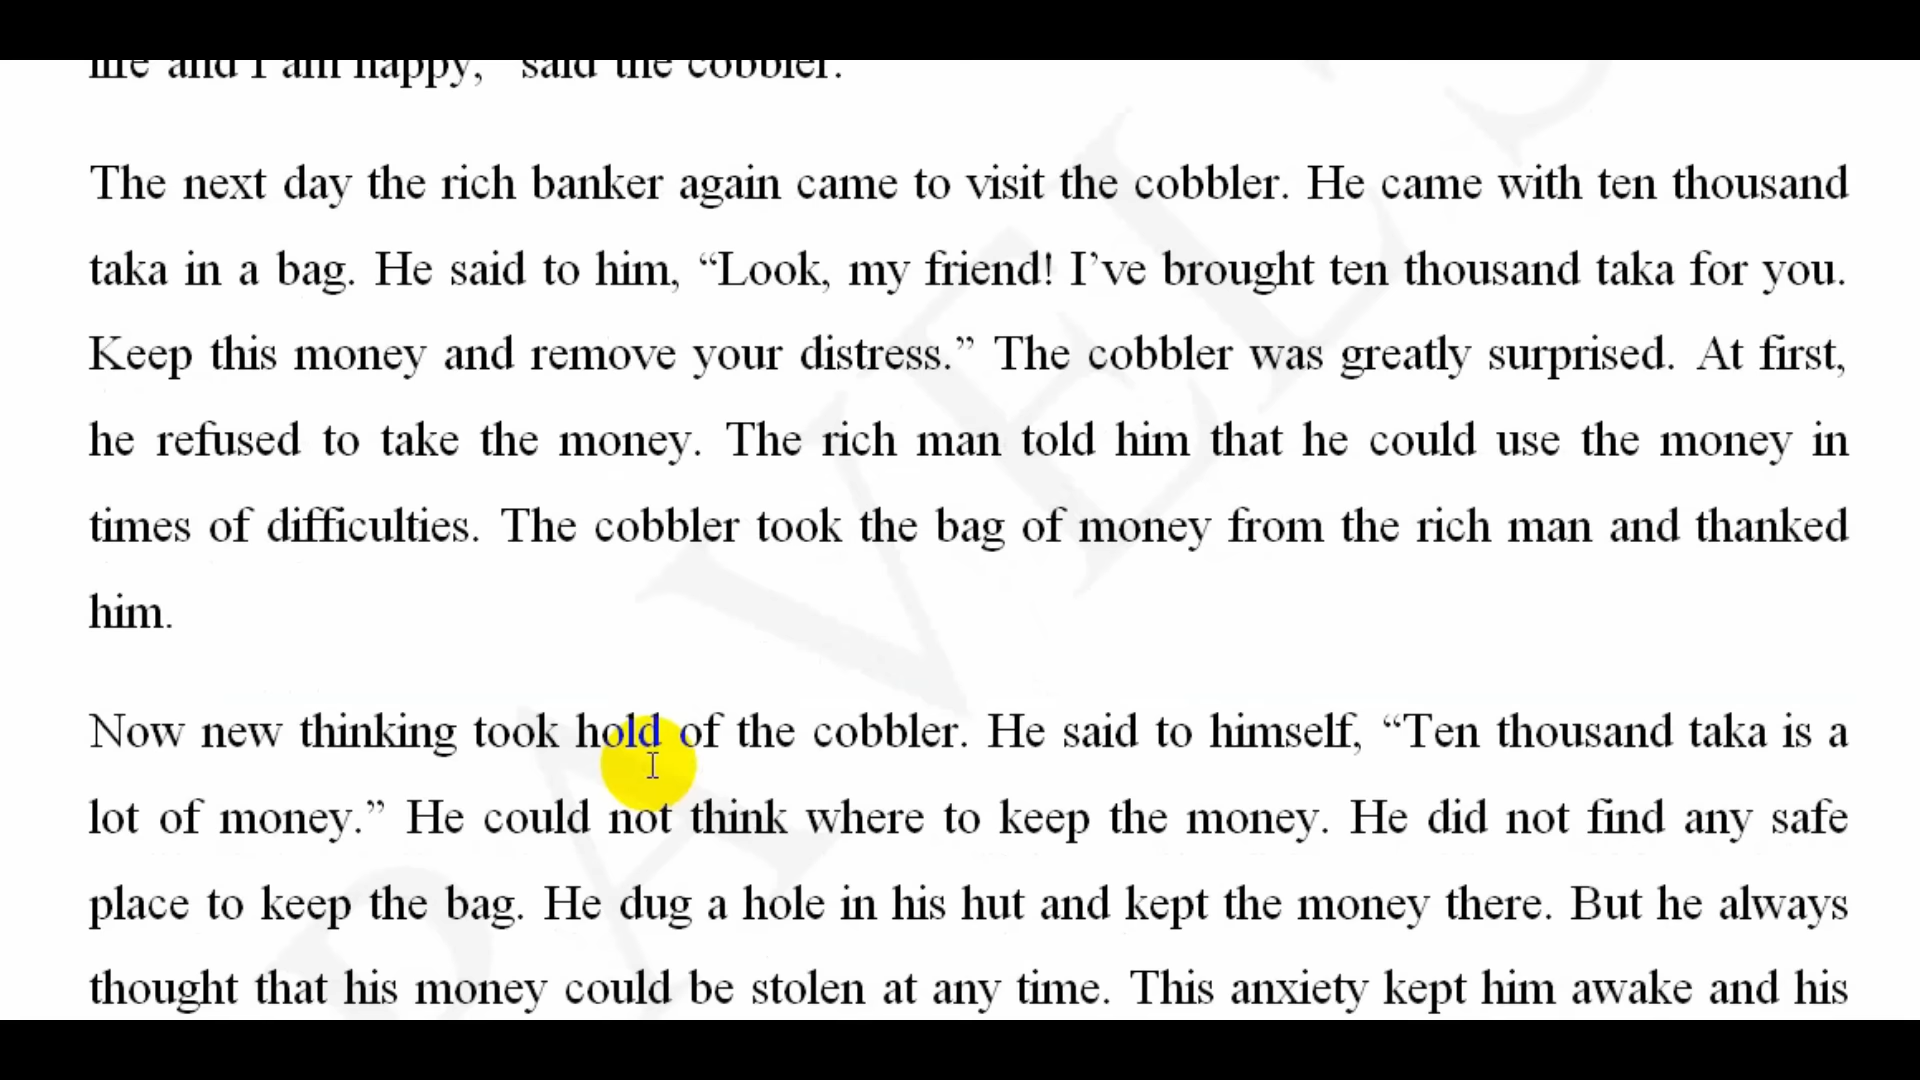 life and I am happy,” said the cobbler.
The next day the rich banker again came to visit the cobbler. He came with ten thousand
taka in a bag. He said to him, “Look, my friend! I’ve brought ten thousand taka for you.
Keep this money and remove your distress.” The cobbler was greatly surprised. At first,
he refused to take the money. The rich man told him that he could use the money in
times of difficulties. The cobbler took the bag of money from the rich man and thanked
him.
Now new thinking took hold of the cobbler. He said to himself, “Ten thousand taka is a
lot of money.” He could not think where to keep the money. He did not find any safe
place to keep the bag. He dug a hole in his hut and kept the money there. But he always
thought that his money could be stolen at any time. This anxiety kept him awake and his